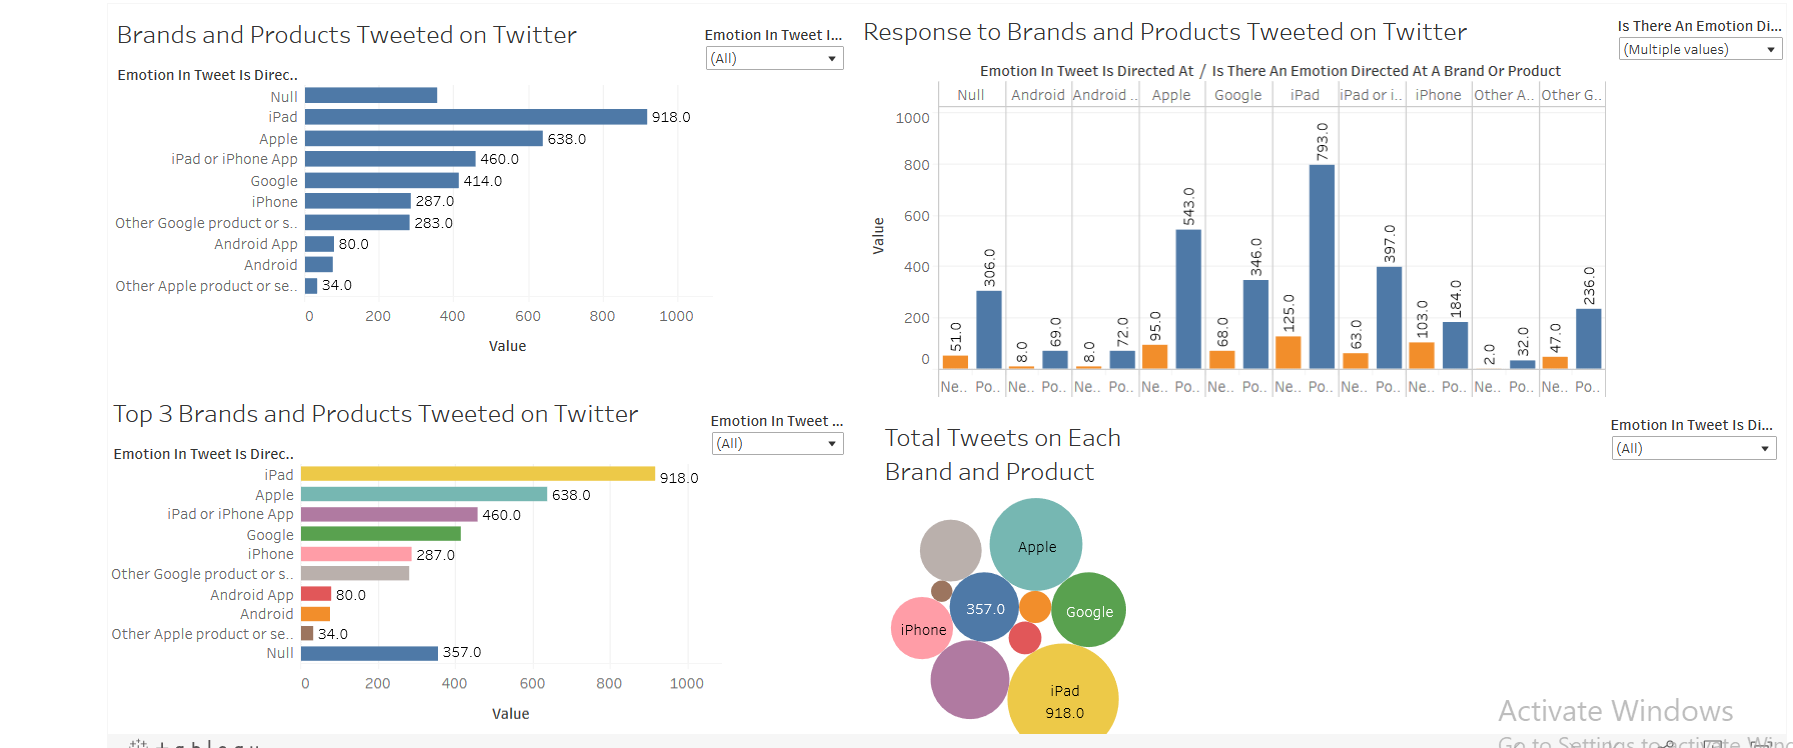 Brands and Products Tweeted on Twitter
Emotion In Tweet I...
(All)
Emotion In Tweet Is Direc..
Null
iPad 918.0
Apple 638.0
iPad or iPhone App 460.0
Google 414.0
iPhone 287.0
Other Google product or s.. 283.0
Android App 80.0
Android
Other Apple product or se.. 34.0
0 200 400 600 800 1000
Value
Response to Brands and Products Tweeted on Twitter
Is There An Emotion Di...
(Multiple values)
Emotion In Tweet Is Directed At / Is There An Emotion Directed At A Brand Or Product
Null Android Android .. Apple Google iPad iPad or i.. iPhone Other A.. Other G..
1000
800
600
400
200
0
Value
51.0 306.0 8.0 69.0 8.0 72.0 95.0 543.0 68.0 346.0 125.0 793.0 63.0 397.0 103.0 184.0 2.0 32.0 47.0 236.0
Ne.. Po.. Ne.. Po.. Ne.. Po.. Ne.. Po.. Ne.. Po.. Ne.. Po.. Ne.. Po.. Ne.. Po.. Ne.. Po.. Ne.. Po..
Top 3 Brands and Products Tweeted on Twitter
Emotion In Tweet ...
(All)
Emotion In Tweet Is Direc..
iPad 918.0
Apple 638.0
iPad or iPhone App 460.0
Google
iPhone 287.0
Other Google product or s..
Android App 80.0
Android
Other Apple product or se.. 34.0
Null 357.0
0 200 400 600 800 1000
Value
Total Tweets on Each
Brand and Product
Emotion In Tweet Is Di...
(All)
Apple
357.0
Google
iPhone
iPad
918.0
Activate Windows
Go to Settings to activate Wind
tableau